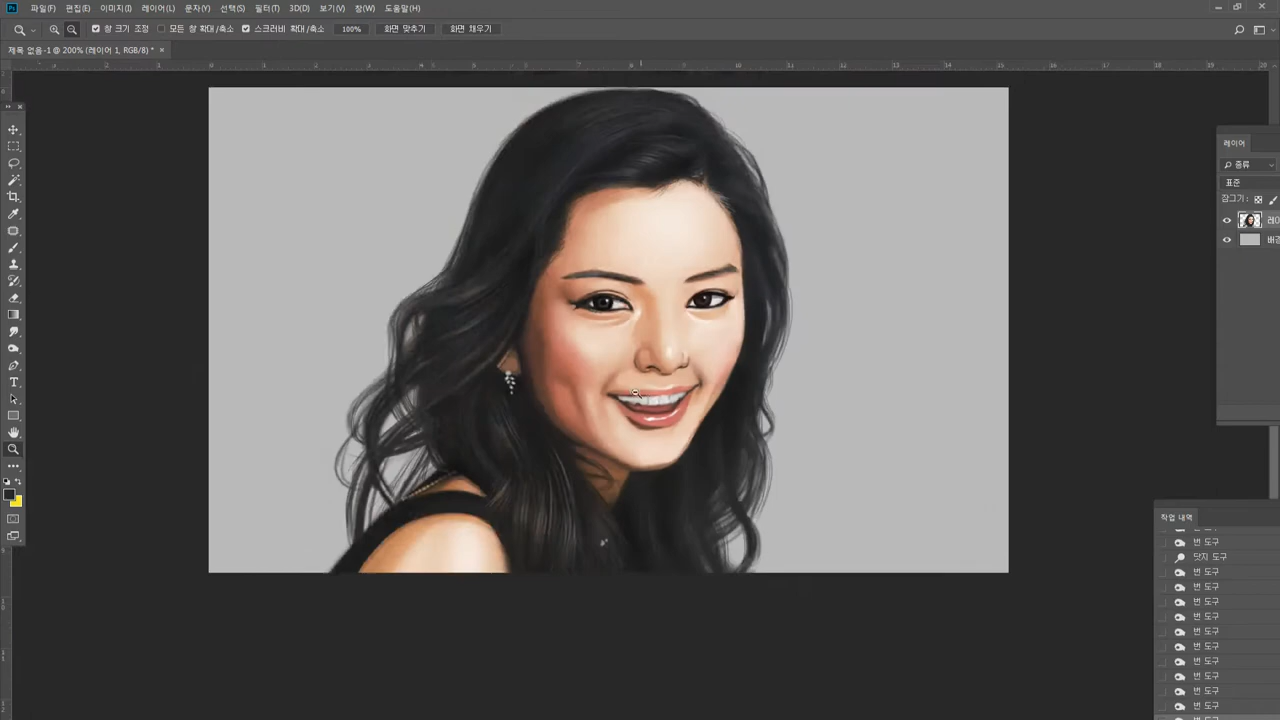 Ps 파일(F) 편집(E) 이미지(I) 레이어(L) 문자(Y) 선택(S) 필터(T) 3D(D) 보기(V) 창(W) 도움말(H)
창 크기 조정 모든 창 확대/축소 스크러비 확대/축소 100% 화면 맞추기 화면 채우기
제목 없음-1 @ 200% (레이어 1, RGB/8) *
레이어
종류
표준
잠그기:
레이
배경
작업 내역
번 도구
닷지 도구
번 도구
번 도구
번 도구
번 도구
번 도구
번 도구
번 도구
번 도구
번 도구
번 도구